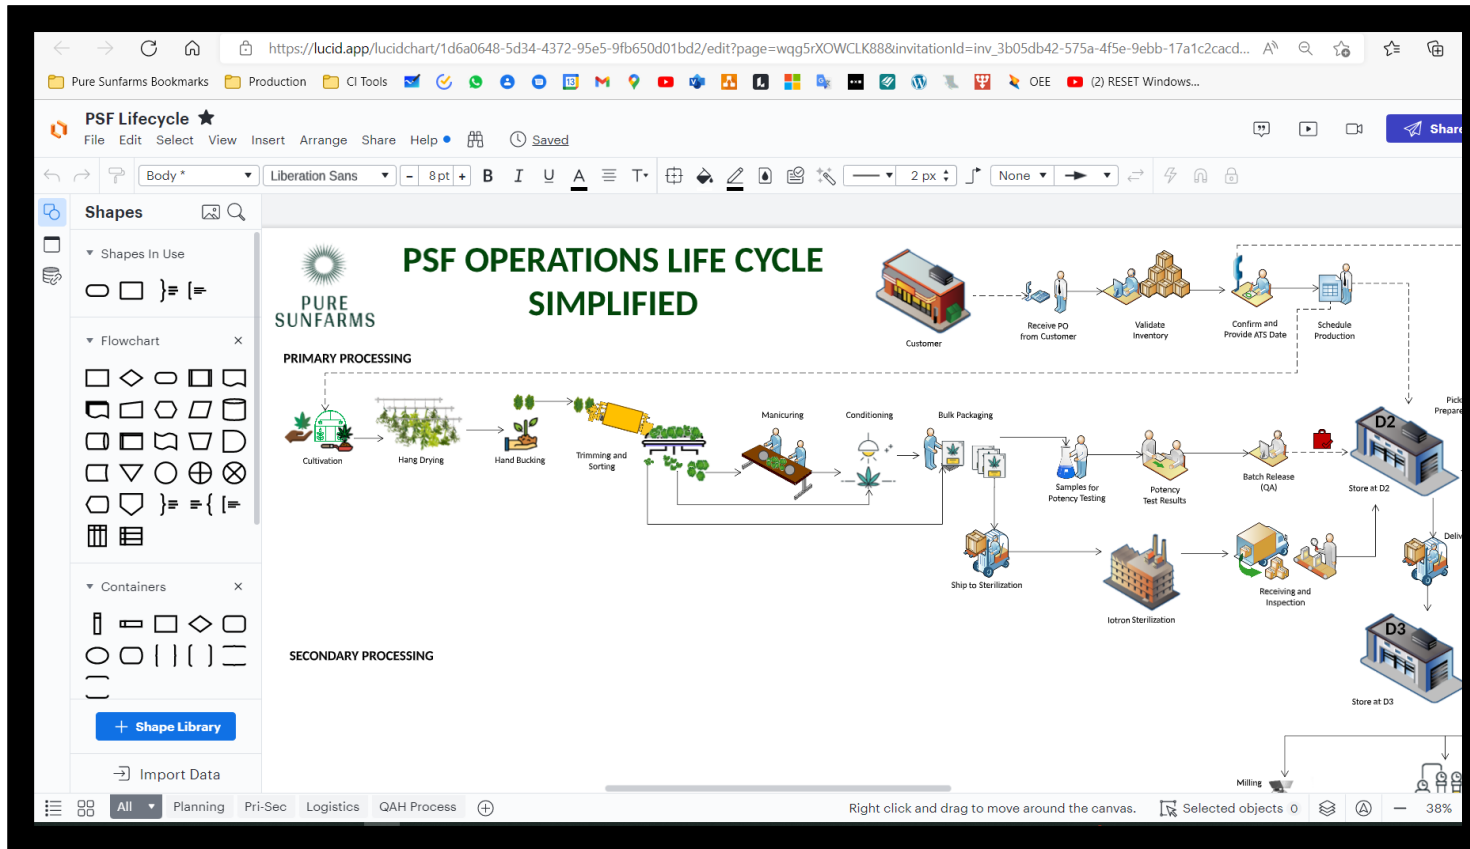 https://lucid.app/lucidchart/1d6a0648-5d34-4372-95e5-9fb650d01bd2/edit?page=wqg5rXOWCLK88&invitationId=inv_3b05db42-575a-4f5e-9ebb-17a1c2cacd...
Pure Sunfarms Bookmarks
Production
CI Tools
13
OEE
(2) RESET Windows...
PSF Lifecycle
File Edit Select View Insert Arrange Share Help
Saved
Share
Body *
Liberation Sans
- 8 pt +
B I U A T
2 px
None
Shapes
Shapes In Use
Flowchart
Containers
+ Shape Library
Import Data
PURE
SUNFARMS
PSF OPERATIONS LIFE CYCLE
SIMPLIFIED
Customer
Receive PO
from Customer
Validate
Inventory
Confirm and
Provide ATS Date
Schedule
Production
PRIMARY PROCESSING
Cultivation
Hang Drying
Hand Bucking
Trimming and
Sorting
Manicuring
Conditioning
Bulk Packaging
Samples for
Potency Testing
Potency
Test Results
Batch Release
(QA)
Pick
Prepare
D2
Store at D2
Ship to Sterilization
Iotron Sterilization
Receiving and
Inspection
Deliv
D3
Store at D3
SECONDARY PROCESSING
Milling
All
Planning
Pri-Sec
Logistics
QAH Process
Right click and drag to move around the canvas.
Selected objects 0
38%